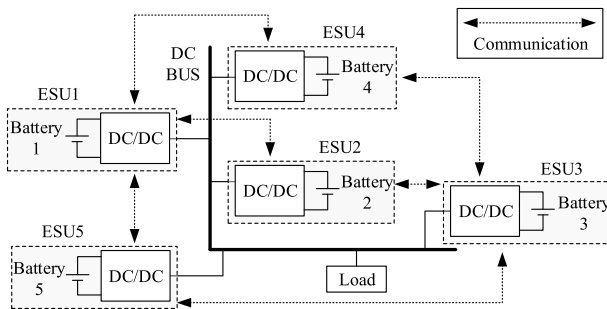 ESU4
DC
BUS
DC/DC
Battery
4
Communication
ESU1
Battery
1
DC/DC
ESU2
DC/DC
Battery
2
ESU3
DC/DC
Battery
3
ESU5
Battery
5
DC/DC
Load